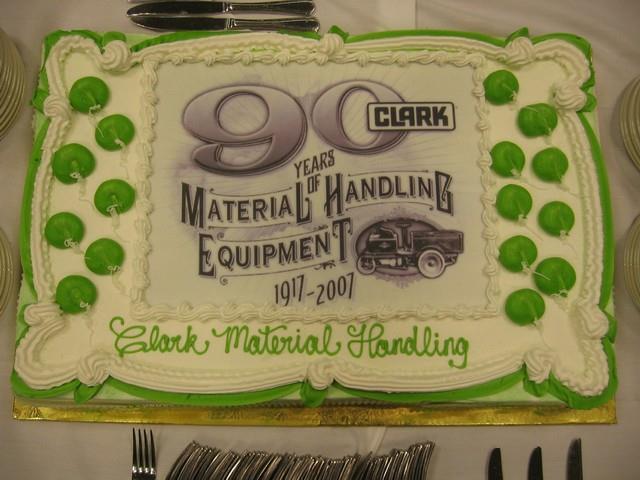 90 CLARK
YEARS
OF
MATERIAL HANDLING
EQUIPMENT
1917-2007
Clark Material Handling